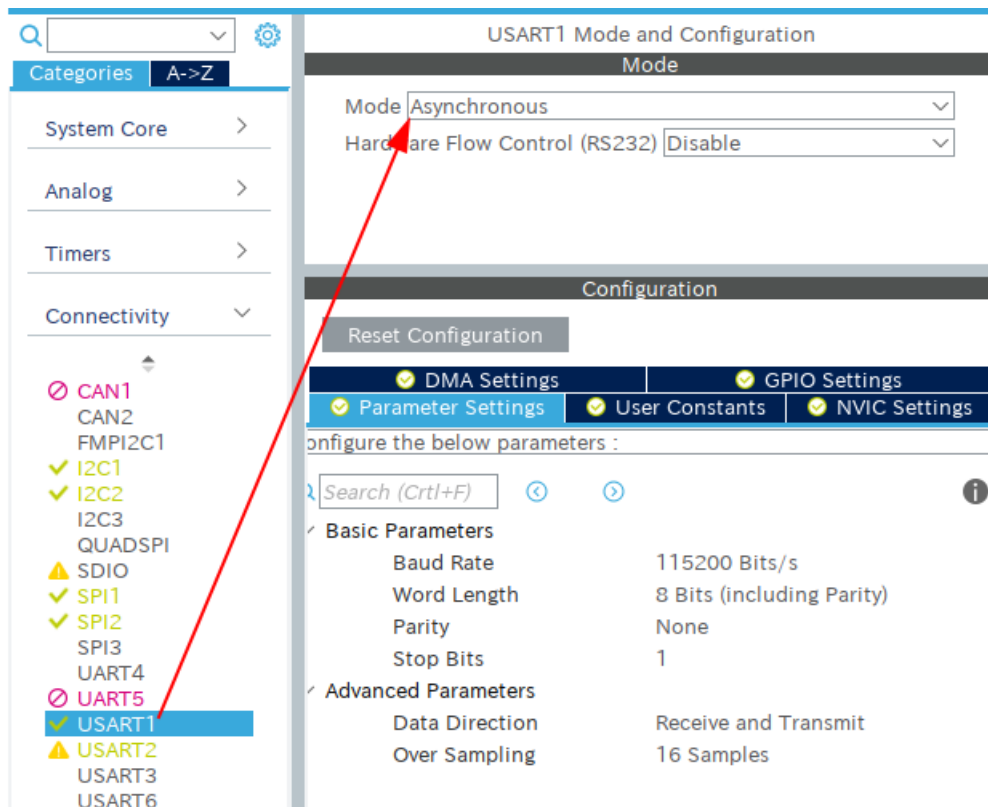 Categories A->Z
System Core
Analog
Timers
Connectivity
CAN1
CAN2
FMPI2C1
I2C1
I2C2
I2C3
QUADSPI
SDIO
SPI1
SPI2
SPI3
UART4
UART5
USART1
USART2
USART3
USART6
USART1 Mode and Configuration
Mode
Mode Asynchronous
Hardware Flow Control (RS232) Disable
Configuration
Reset Configuration
DMA Settings GPIO Settings
Parameter Settings User Constants NVIC Settings
onfigure the below parameters :
Search (Crtl+F)
Basic Parameters
Baud Rate 115200 Bits/s
Word Length 8 Bits (including Parity)
Parity None
Stop Bits 1
Advanced Parameters
Data Direction Receive and Transmit
Over Sampling 16 Samples